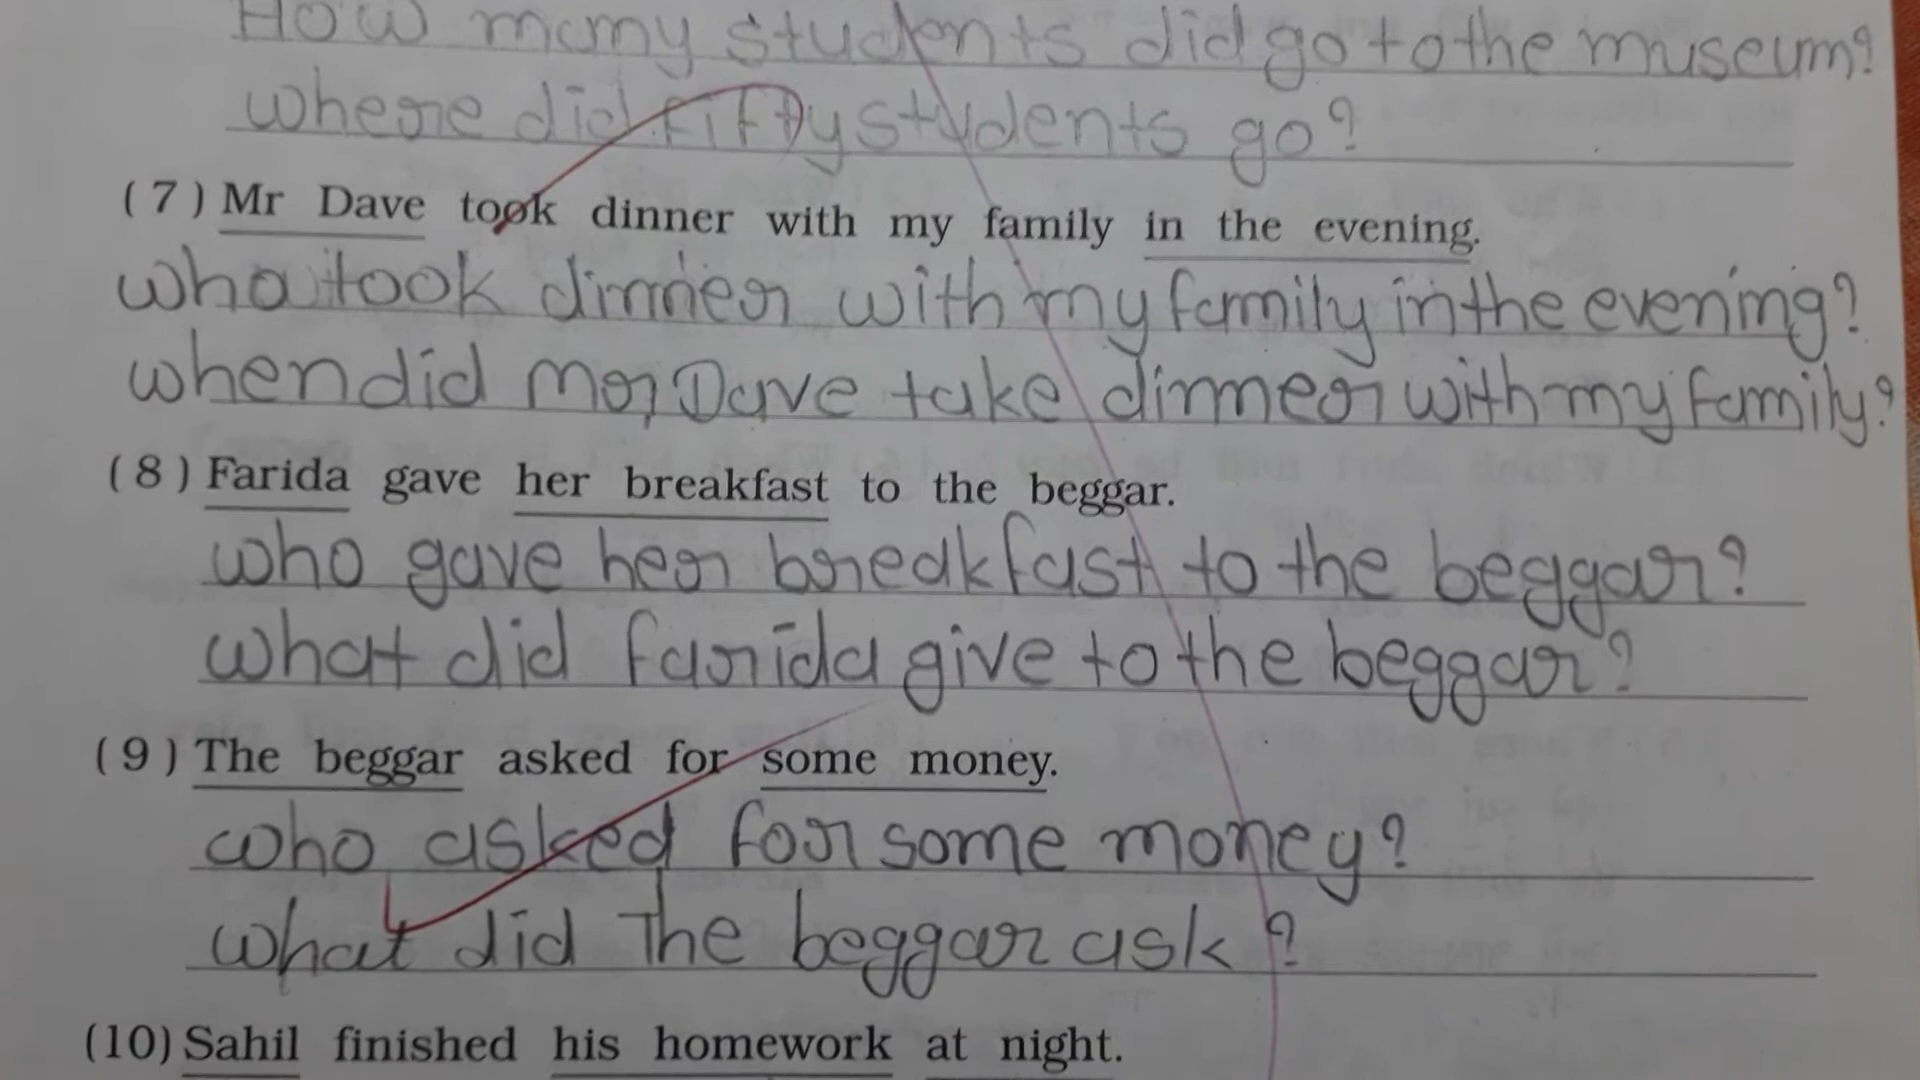 How many students did go to the museum?
where did fifty students go?
(7) Mr Dave took dinner with my family in the evening.
who took dinner with my family in the evening?
when did Mr, Dave take dinner with my family?
(8) Farida gave her breakfast to the beggar.
who gave her breakfast to the beggar?
what did farida give to the beggar?
(9) The beggar asked for some money.
who asked for some money?
what did The beggar ask?
(10) Sahil finished his homework at night.